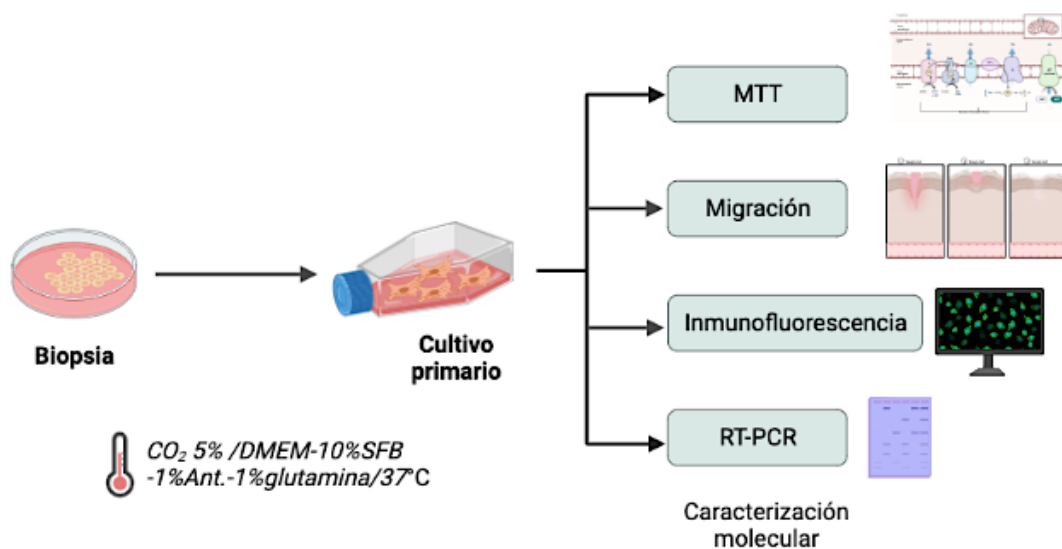 MTT
Migración
Inmunofluorescencia
RT-PCR
Biopsia
Cultivo
primario
CO₂ 5% /DMEM-10%SFB
-1%Ant.-1%glutamina/37°C
Caracterización
molecular